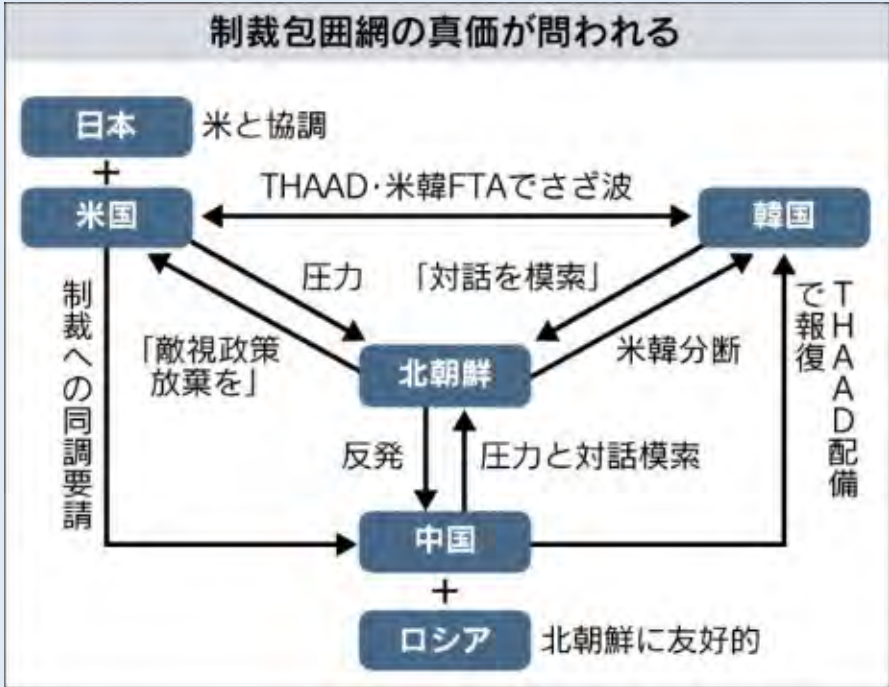 制裁包囲網の真価が問われる
日本
米と協調
+
米国
THAAD·米韓FTAでさざ波
韓国
圧力
「対話を模索」
制裁への同調要請
「敵視政策
放棄を」
北朝鮮
米韓分断
THAAD配備
で報復
反発
圧力と対話模索
中国
+
ロシア
北朝鮮に友好的